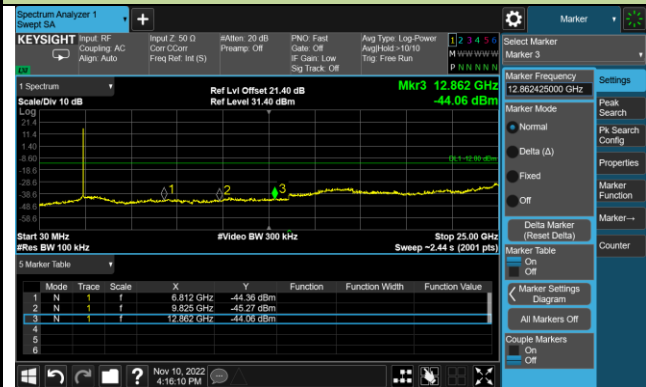 Spectrum Analyzer 1
Swept SA
Marker
KEYSIGHT
Input: RF
Coupling: AC
Align: Auto
Input Z: 50 Ω
Corr CCorr
Freq Ref: Int (S)
#Atten: 20 dB
Preamp: Off
PNO: Fast
Gate: Off
IF Gain: Low
Sig Track: Off
Avg Type: Log-Power
Avg|Hold:>10/10
Trig: Free Run
1 2 3 4 5 6
M W W W W W
P N N N N N
Select Marker
Marker 3
1 Spectrum
Scale/Div 10 dB
Ref Lvl Offset 21.40 dB
Ref Level 31.40 dBm
Mkr3 12.862 GHz
-44.06 dBm
Log
21.4
11.4
1.40
-8.60
-18.6
-28.6
-38.6
-48.6
-58.6
1
2
3
Start 30 MHz
#Res BW 100 kHz
#Video BW 300 kHz
Stop 25.00 GHz
Sweep ~2.44 s (2001 pts)
5 Marker Table
Mode Trace Scale X Y Function Function Width Function Value
1 N 1 f 6.812 GHz -44.36 dBm
2 N 1 f 9.825 GHz -45.27 dBm
3 N 1 f 12.862 GHz -44.06 dBm
4
5
6
Marker Frequency
12.862425000 GHz
Marker Mode
Normal
Delta (Δ)
Fixed
Off
Delta Marker
(Reset Delta)
Marker Table
On
Off
Marker Settings
Diagram
All Markers Off
Couple Markers
On
Off
Settings
Peak
Search
Pk Search
Config
Properties
Marker
Function
Marker→
Counter
Nov 10, 2022
4:16:10 PM